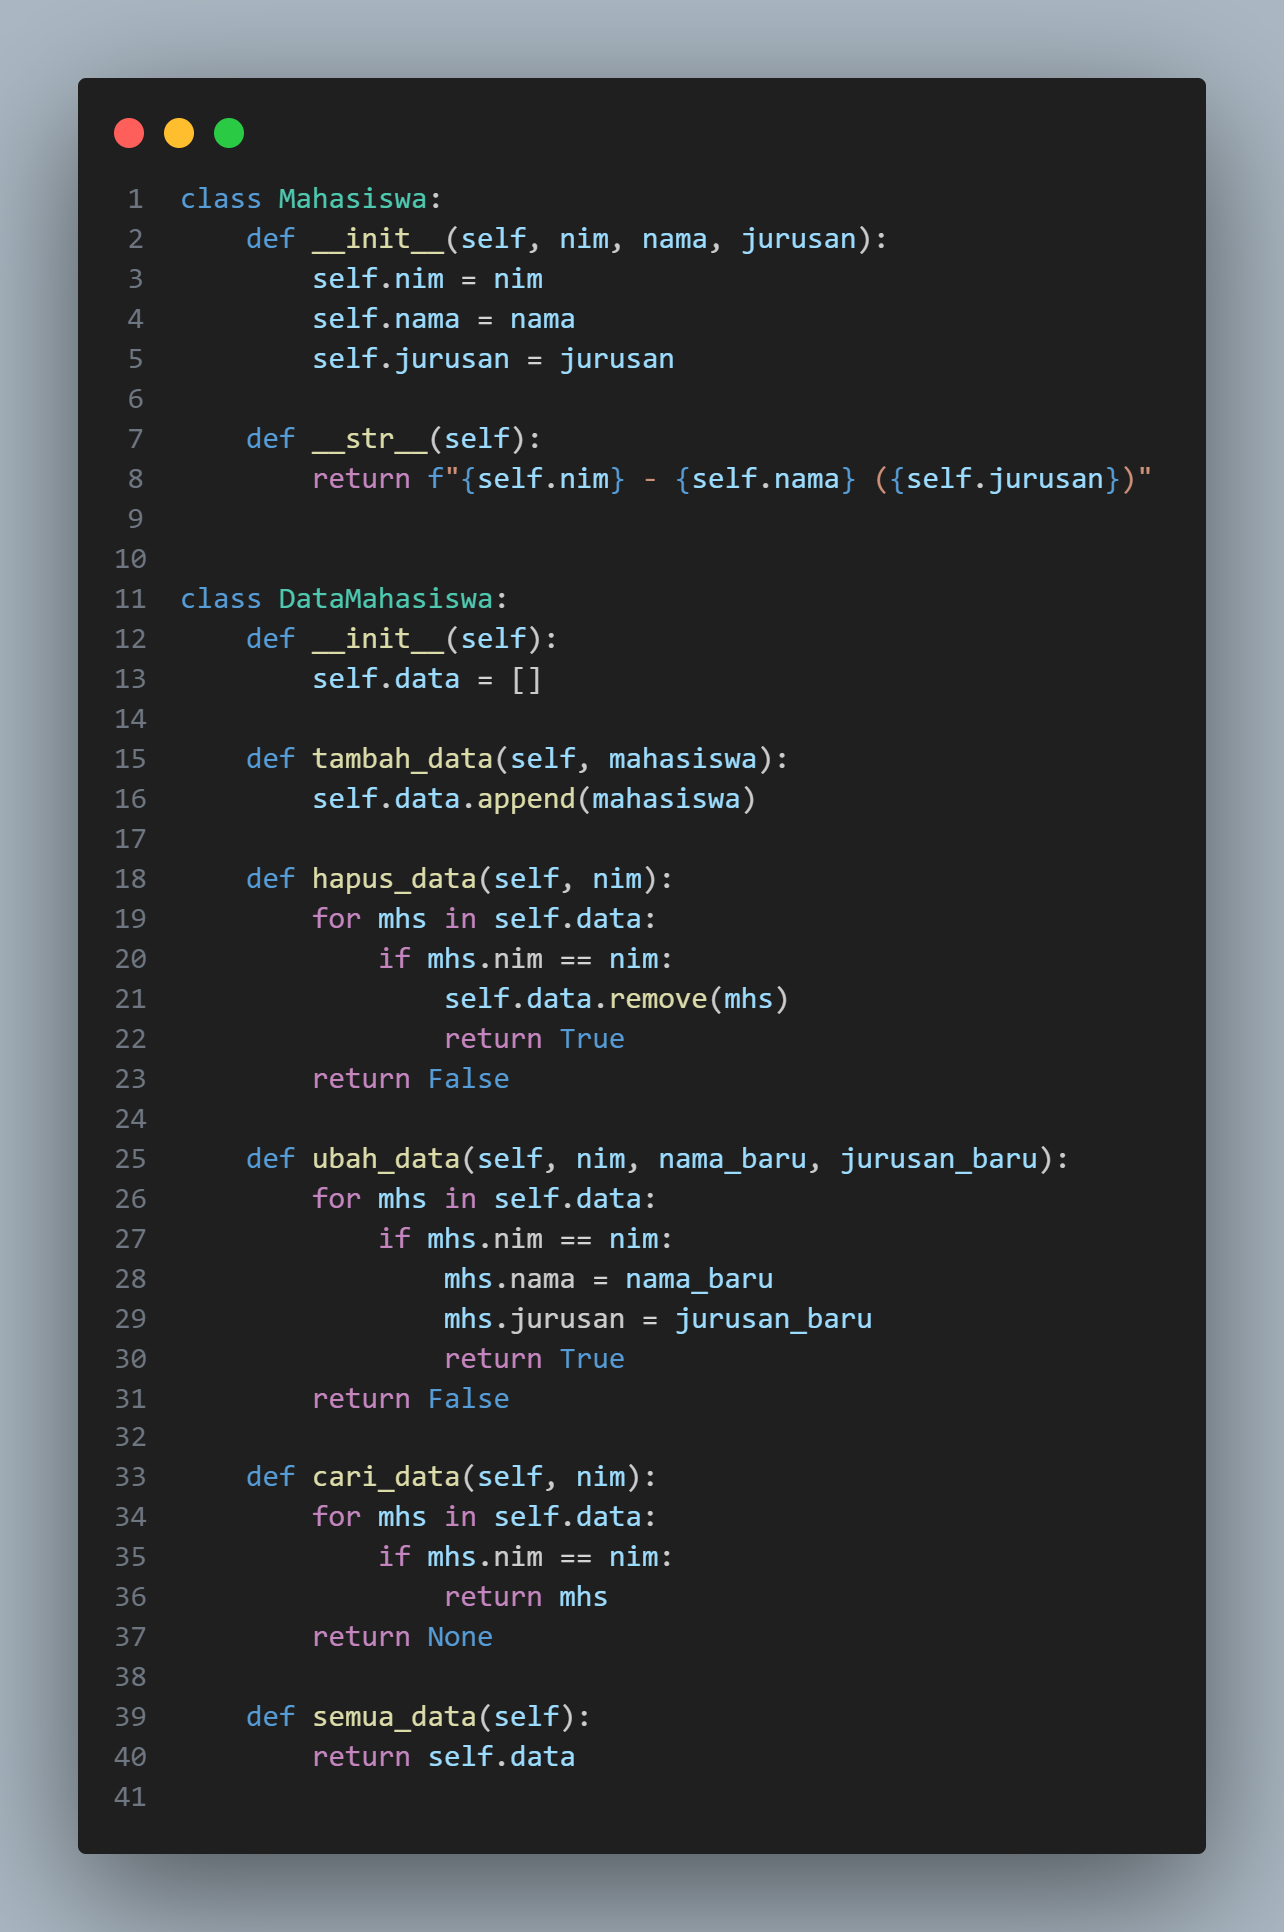 1 class Mahasiswa:
2     def __init__(self, nim, nama, jurusan):
3         self.nim = nim
4         self.nama = nama
5         self.jurusan = jurusan
6
7     def __str__(self):
8         return f"{self.nim} - {self.nama} ({self.jurusan})"
9
10
11 class DataMahasiswa:
12     def __init__(self):
13         self.data = []
14
15     def tambah_data(self, mahasiswa):
16         self.data.append(mahasiswa)
17
18     def hapus_data(self, nim):
19         for mhs in self.data:
20             if mhs.nim == nim:
21                 self.data.remove(mhs)
22                 return True
23         return False
24
25     def ubah_data(self, nim, nama_baru, jurusan_baru):
26         for mhs in self.data:
27             if mhs.nim == nim:
28                 mhs.nama = nama_baru
29                 mhs.jurusan = jurusan_baru
30                 return True
31         return False
32
33     def cari_data(self, nim):
34         for mhs in self.data:
35             if mhs.nim == nim:
36                 return mhs
37         return None
38
39     def semua_data(self):
40         return self.data
41